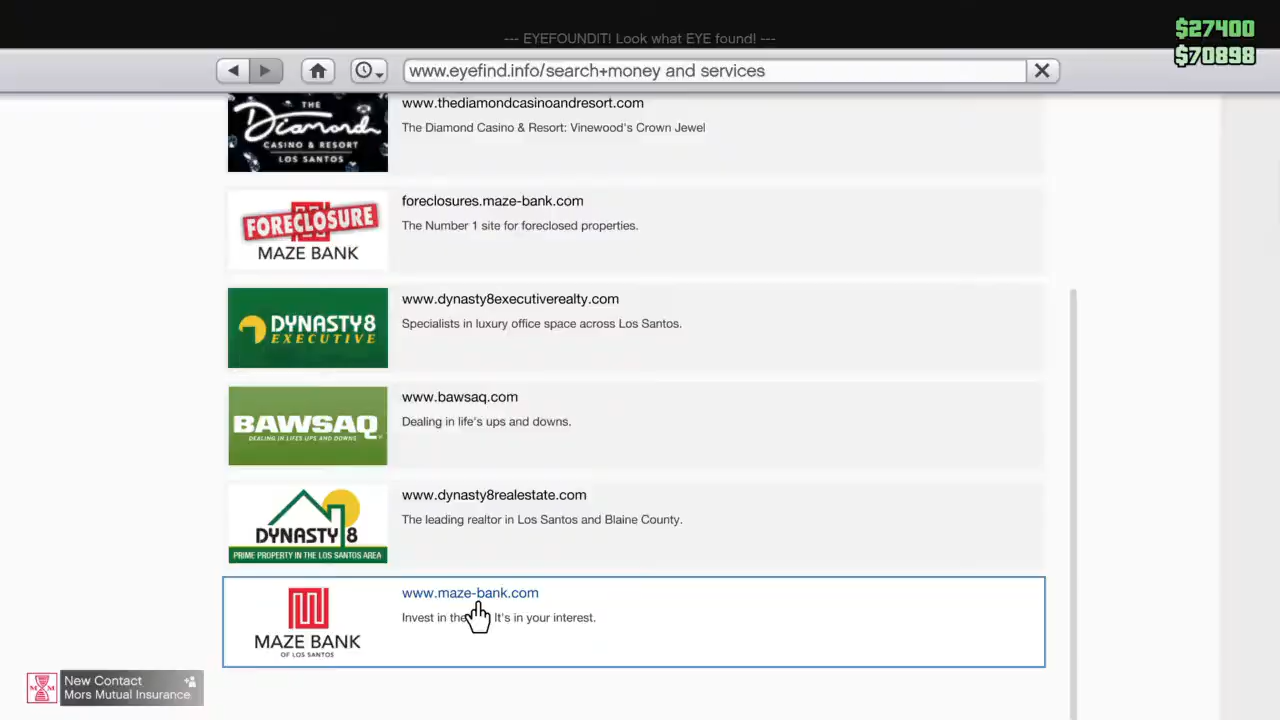 --- EYEFOUNDIT! Look what EYE found! ---
$27400
$70898
www.eyefind.info/search+money and services
THE
Diamond
CASINO & RESORT
LOS SANTOS
www.thediamondcasinoandresort.com
The Diamond Casino & Resort: Vinewood's Crown Jewel
FORECLOSURE
MAZE BANK
foreclosures.maze-bank.com
The Number 1 site for foreclosed properties.
DYNASTY8
EXECUTIVE
www.dynasty8executiverealty.com
Specialists in luxury office space across Los Santos.
BAWSAQ
DEALING IN LIFE'S UPS AND DOWNS
www.bawsaq.com
Dealing in life's ups and downs.
DYNASTY 8
PRIME PROPERTY IN THE LOS SANTOS AREA
www.dynasty8realestate.com
The leading realtor in Los Santos and Blaine County.
MAZE BANK
OF LOS SANTOS
www.maze-bank.com
Invest in the It's in your interest.
New Contact
Mors Mutual Insurance